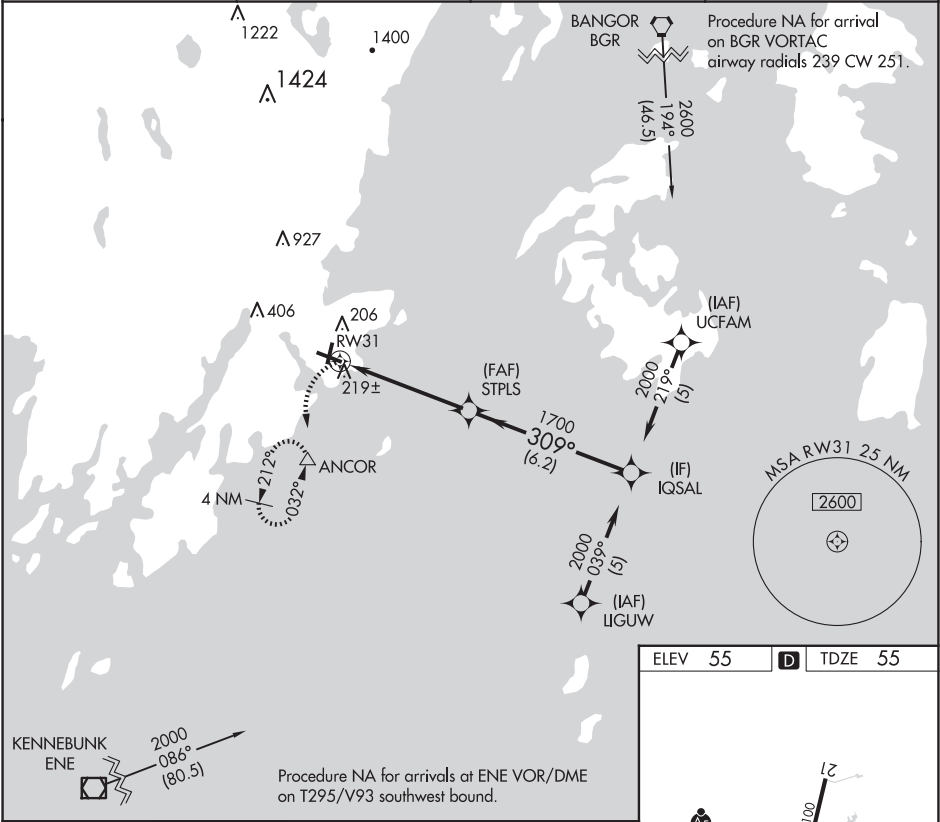 1222
1400
1424
BANGOR
BGR
Procedure NA for arrival
on BGR VORTAC
airway radials 239 CW 251.
2600
194°
(46.5)
927
406
206
RW31
219±
(FAF)
STPLS
(IAF)
UCFAM
2000
219°
(5)
1700
309°
(6.2)
(IF)
IQSAL
ANCOR
212°
032°
4 NM
2000
039°
(5)
(IAF)
LIGUW
MSA RW31 25 NM
2600
ELEV 55 D TDZE 55
KENNEBUNK
ENE
2000
086°
(80.5)
Procedure NA for arrivals at ENE VOR/DME
on T295/V93 southwest bound.
21
100